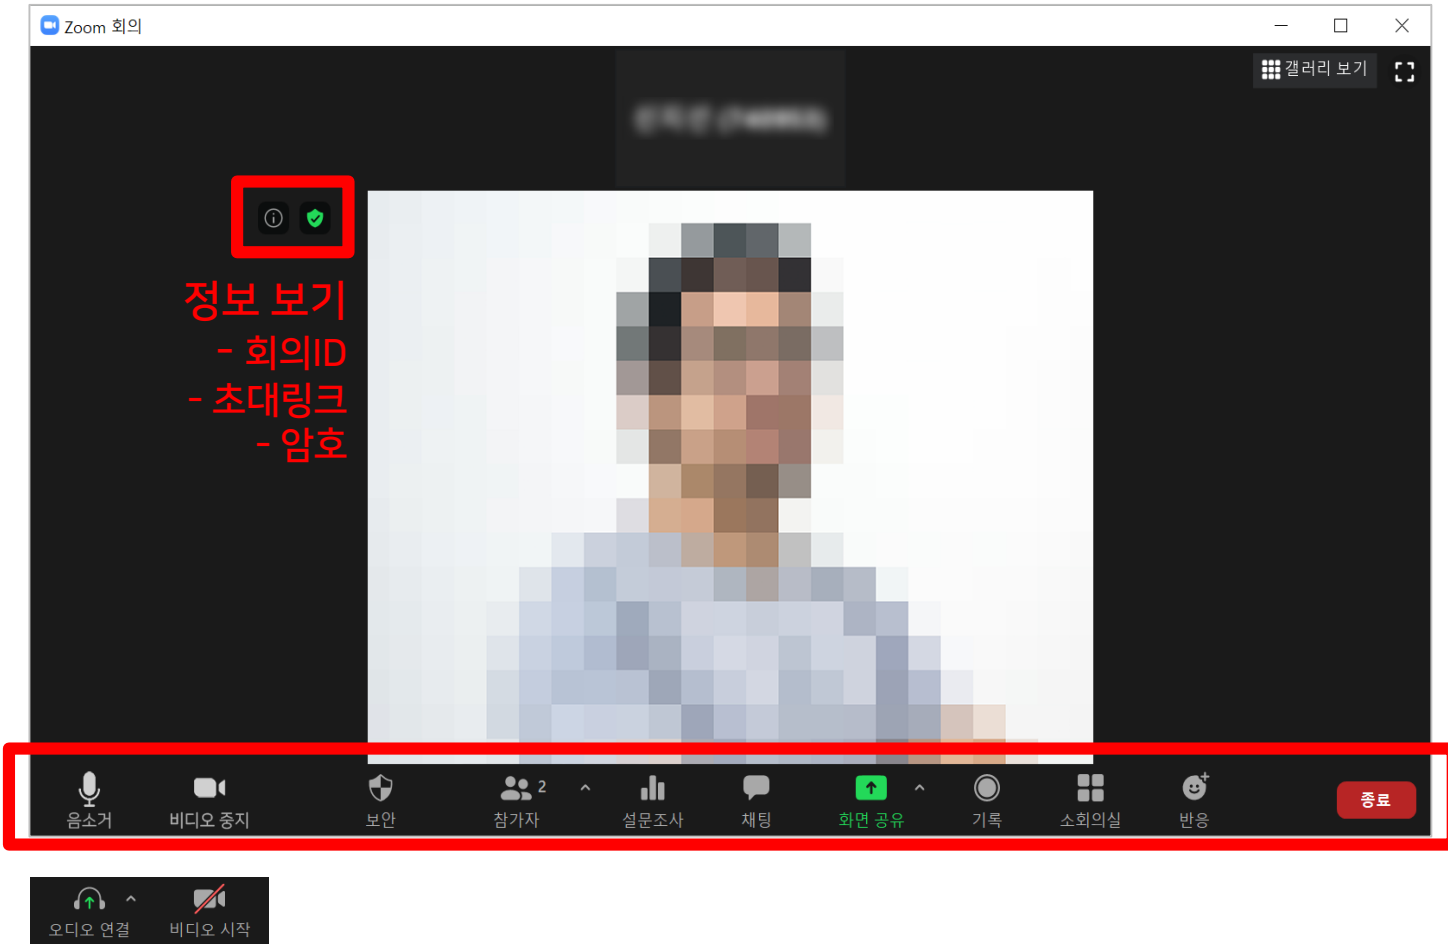 Zoom 회의
갤러리 보기
정보 보기
- 회의ID
- 초대링크
- 암호
음소거
비디오 중지
보안
참가자
2
설문조사
채팅
화면 공유
기록
소회의실
반응
종료
오디오 연결
비디오 시작